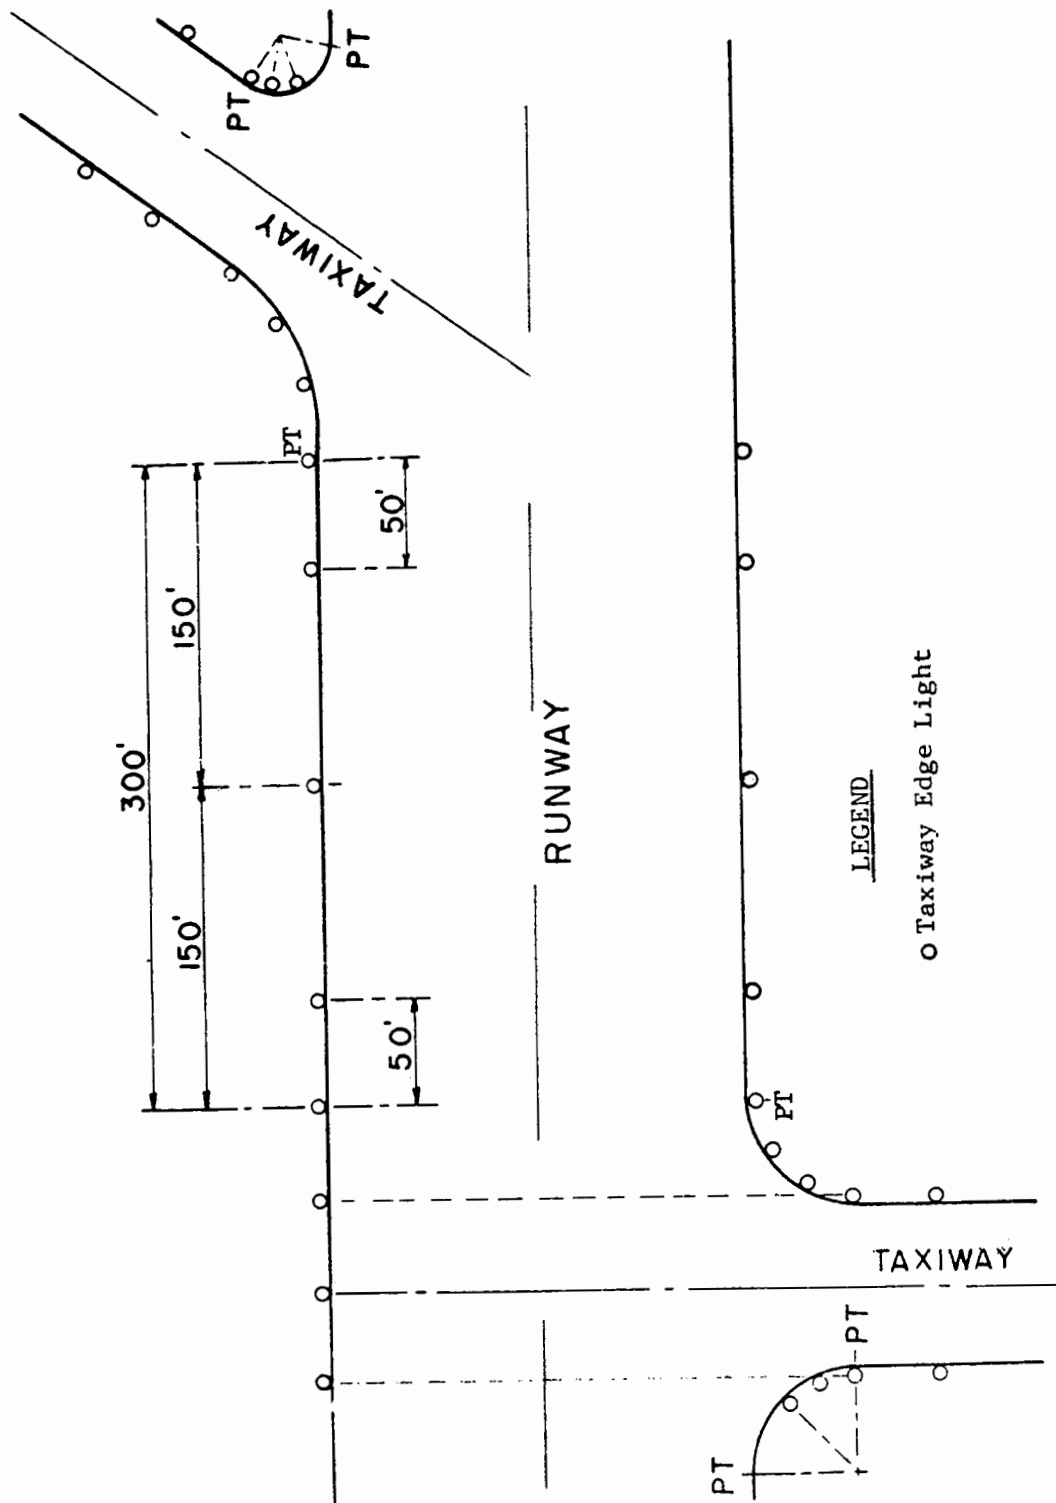 PT
PT
TAXIWAY
PT
300'
150'
150'
50'
50'
RUNWAY
PT
TAXIWAY
PT
PT
LEGEND
O Taxiway Edge Light